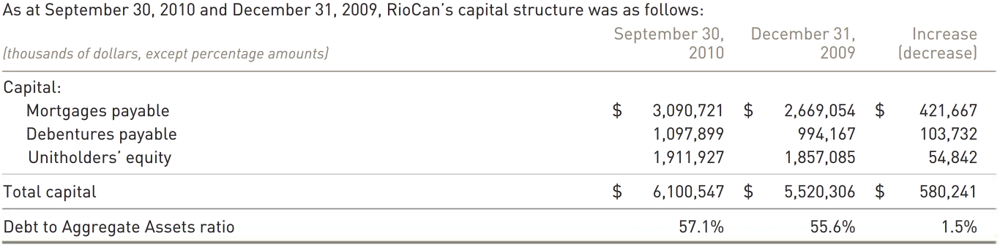 As at September 30, 2010 and December 31, 2009, RioCan’s capital structure was as follows:
September 30, December 31, Increase
(thousands of dollars, except percentage amounts) 2010 2009 (decrease)
Capital:
Mortgages payable $ 3,090,721 $ 2,669,054 $ 421,667
Debentures payable 1,097,899 994,167 103,732
Unitholders’ equity 1,911,927 1,857,085 54,842
Total capital $ 6,100,547 $ 5,520,306 $ 580,241
Debt to Aggregate Assets ratio 57.1% 55.6% 1.5%